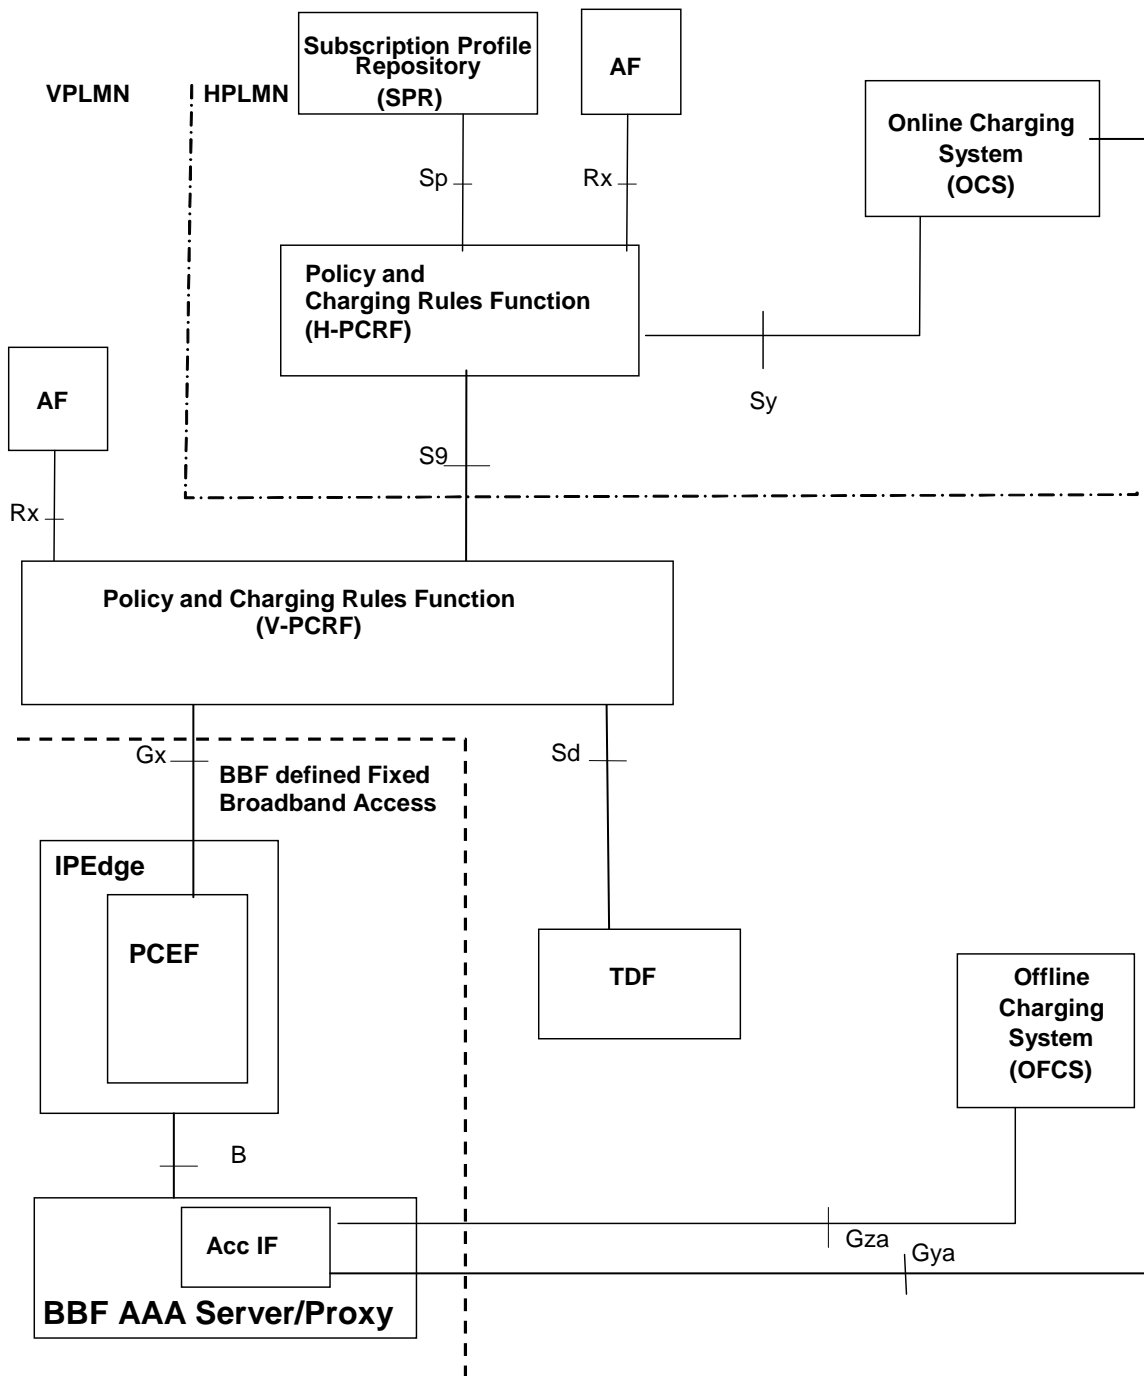 Subscription Profile
Repository
(SPR)
AF
VPLMN
HPLMN
Online Charging
System
(OCS)
Sp
Rx
Policy and
Charging Rules Function
(H-PCRF)
AF
Sy
S9
Rx
Policy and Charging Rules Function
(V-PCRF)
Gx
Sd
BBF defined Fixed
Broadband Access
IPEdge
PCEF
TDF
Offline
Charging
System
(OFCS)
B
Acc IF
Gza
Gya
BBF AAA Server/Proxy